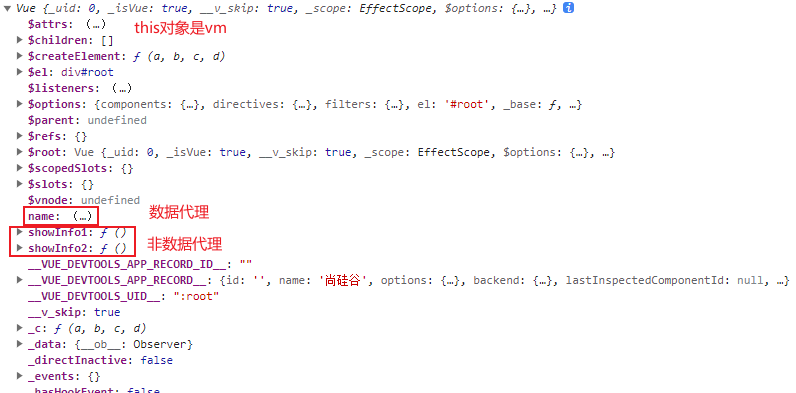 ▼ Vue {_uid: 0, _isVue: true, __v_skip: true, _scope: EffectScope, $options: {…}, …} i
$attrs: (…)
this对象是vm
▶ $children: []
▶ $createElement: ƒ (a, b, c, d)
▶ $el: div#root
$listeners: (…)
▶ $options: {components: {…}, directives: {…}, filters: {…}, el: '#root', _base: ƒ, …}
$parent: undefined
▶ $refs: {}
▶ $root: Vue {_uid: 0, _isVue: true, __v_skip: true, _scope: EffectScope, $options: {…}, …}
▶ $scopedSlots: {}
▶ $slots: {}
$vnode: undefined
name: (…) 数据代理
▶ showInfo1: ƒ ()
▶ showInfo2: ƒ () 非数据代理
__VUE_DEVTOOLS_APP_RECORD_ID__: ""
▶ __VUE_DEVTOOLS_APP_RECORD__: {id: '', name: '尚硅谷', options: {…}, backend: {…}, lastInspectedComponentId: null, …}
__VUE_DEVTOOLS_UID__: ":root"
__v_skip: true
▶ _c: ƒ (a, b, c, d)
▶ _data: {__ob__: Observer}
_directInactive: false
▶ _events: {}
_hasHookEvent: false